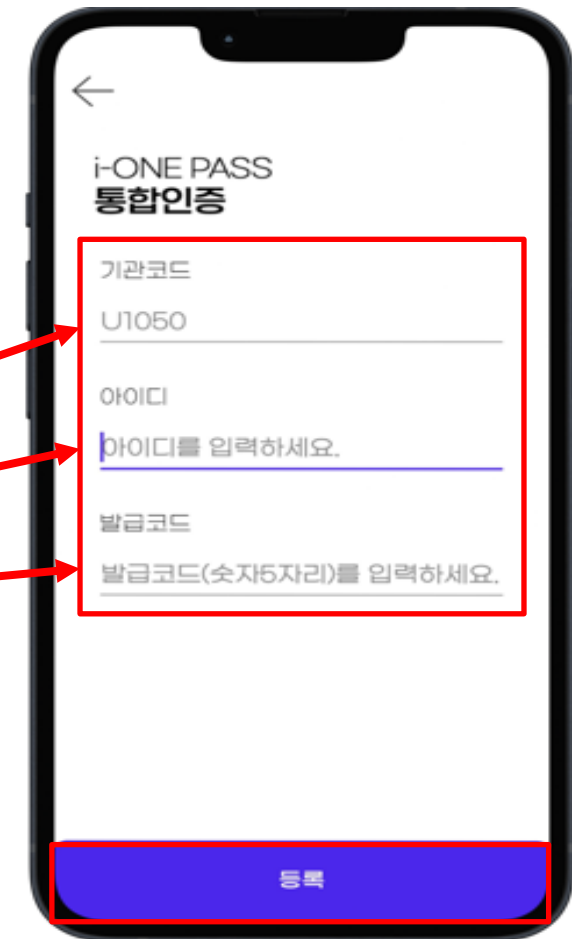 i-ONE PASS
통합인증
기관코드
U1050
아이디
아이디를 입력하세요.
발급코드
발급코드(숫자5자리)를 입력하세요.
등록